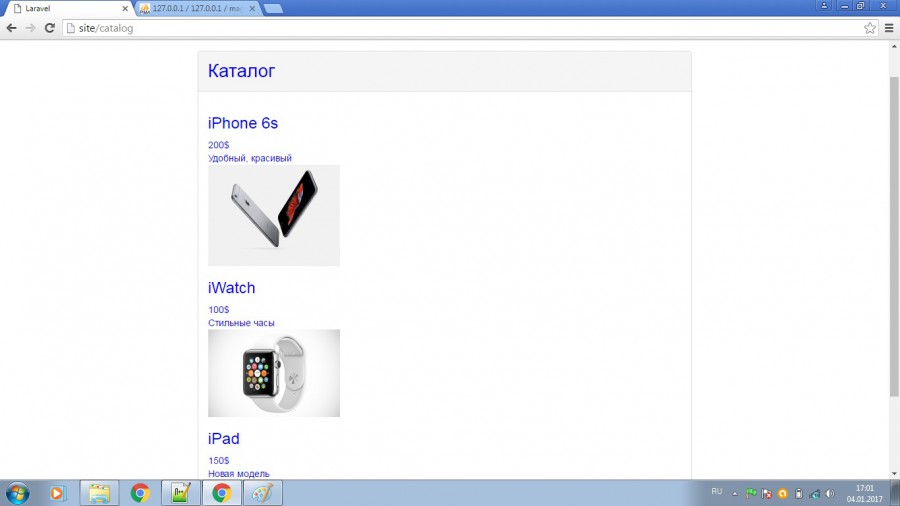 Laravel
127.0.0.1 / 127.0.0.1 / ma
site/catalog
Каталог
iPhone 6s
200$
Удобный, красивый
iWatch
100$
Стильные часы
iPad
150$
Новая модель
RU
17:01
04.01.2017